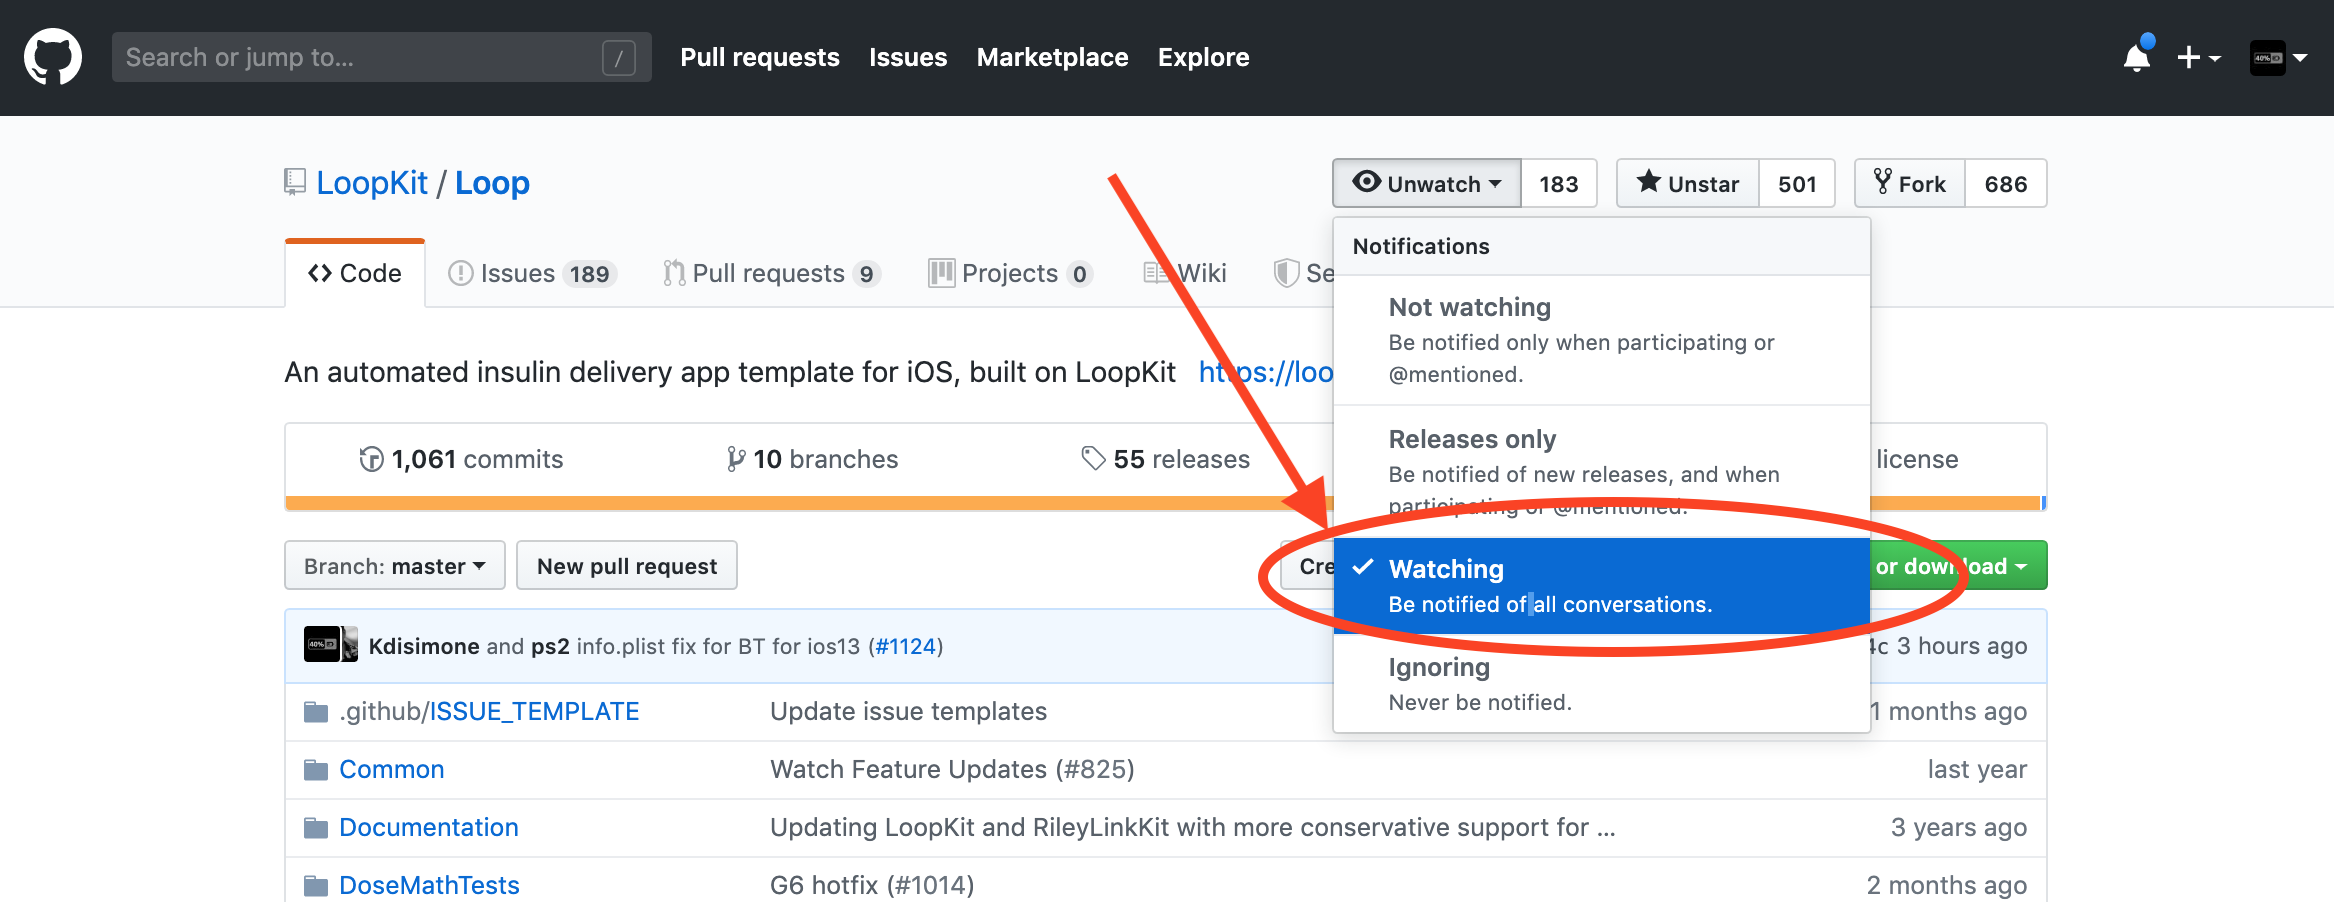 Search or jump to... /
Pull requests Issues Marketplace Explore
LoopKit / Loop
Unwatch 183 Unstar 501 Fork 686
Code Issues 189 Pull requests 9 Projects 0 Wiki Se
Notifications
Not watching
Be notified only when participating or
@mentioned.
Releases only
Be notified of new releases, and when
participating or @mentioned.
Watching
Be notified of all conversations.
Ignoring
Never be notified.
An automated insulin delivery app template for iOS, built on LoopKit https://loo
1,061 commits 10 branches 55 releases license
Branch: master New pull request Cre or download
Kdisimone and ps2 info.plist fix for BT for ios13 (#1124) 4c 3 hours ago
.github/ISSUE_TEMPLATE Update issue templates 1 months ago
Common Watch Feature Updates (#825) last year
Documentation Updating LoopKit and RileyLinkKit with more conservative support for ... 3 years ago
DoseMathTests G6 hotfix (#1014) 2 months ago